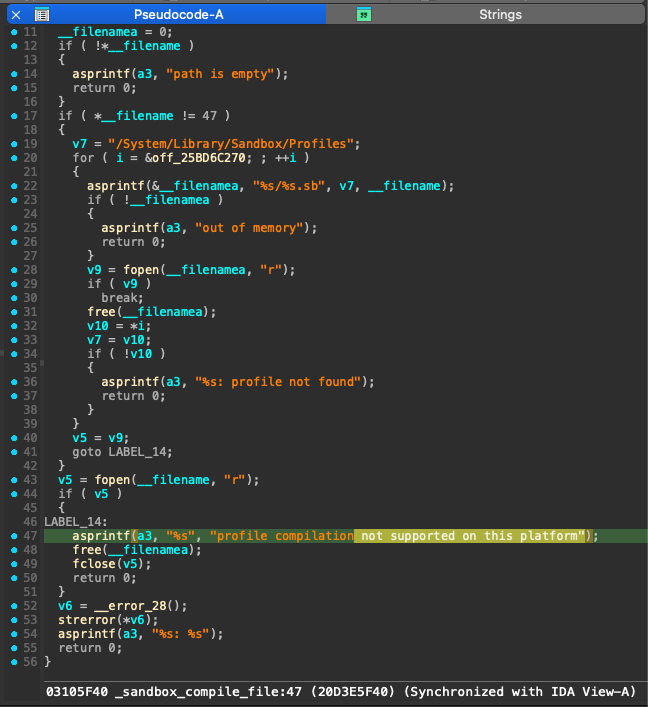 Pseudocode-A Strings
11 __filenamea = 0;
12 if ( !*__filename )
13 {
14 asprintf(a3, "path is empty");
15 return 0;
16 }
17 if ( *__filename != 47 )
18 {
19 v7 = "/System/Library/Sandbox/Profiles";
20 for ( i = &off_25BD6C270; ; ++i )
21 {
22 asprintf(&__filenamea, "%s/%s.sb", v7, __filename);
23 if ( !__filenamea )
24 {
25 asprintf(a3, "out of memory");
26 return 0;
27 }
28 v9 = fopen(__filenamea, "r");
29 if ( v9 )
30 break;
31 free(__filenamea);
32 v10 = *i;
33 v7 = v10;
34 if ( !v10 )
35 {
36 asprintf(a3, "%s: profile not found");
37 return 0;
38 }
39 }
40 v5 = v9;
41 goto LABEL_14;
42 }
43 v5 = fopen(__filename, "r");
44 if ( v5 )
45 {
46 LABEL_14:
47 asprintf(a3, "%s", "profile compilation not supported on this platform");
48 free(__filenamea);
49 fclose(v5);
50 return 0;
51 }
52 v6 = __error_28();
53 strerror(*v6);
54 asprintf(a3, "%s: %s");
55 return 0;
56 }
03105F40 _sandbox_compile_file:47 (20D3E5F40) (Synchronized with IDA View-A)